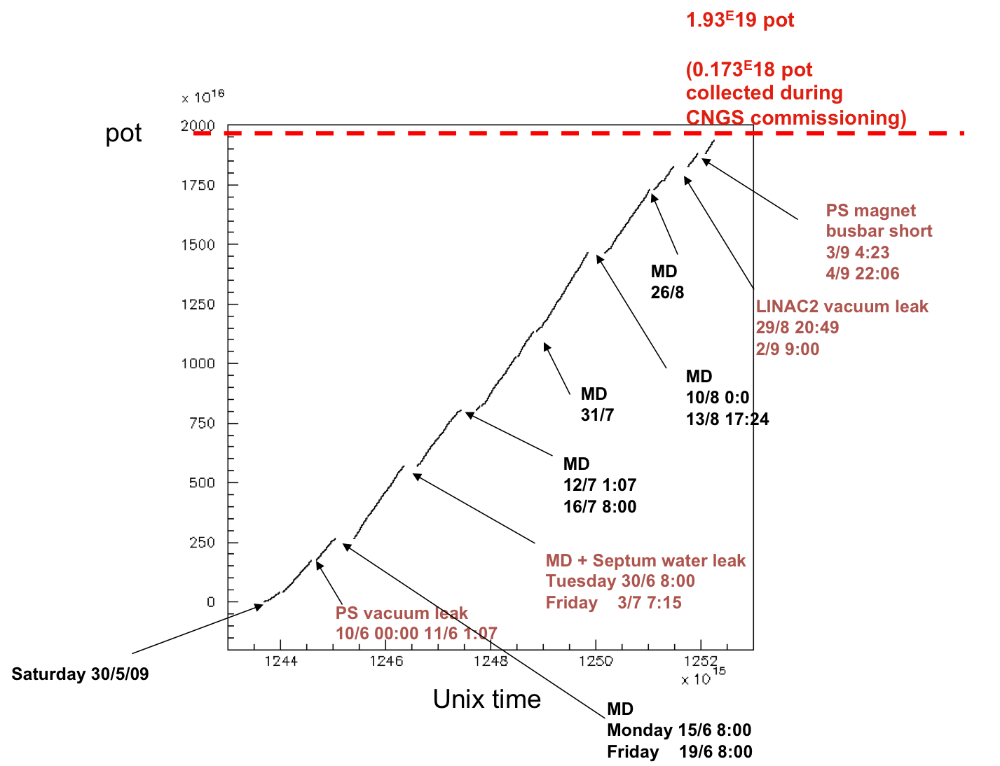 1.93E19 pot
(0.173E18 pot
collected during
CNGS commissioning)
x 10^16
pot
2000
1750
1500
1250
1000
750
500
250
0
PS magnet
busbar short
3/9 4:23
4/9 22:06
MD
26/8
LINAC2 vacuum leak
29/8 20:49
2/9 9:00
MD
10/8 0:0
13/8 17:24
MD
31/7
MD
12/7 1:07
16/7 8:00
MD + Septum water leak
Tuesday 30/6 8:00
Friday 3/7 7:15
PS vacuum leak
10/6 00:00 11/6 1:07
1244 1246 1248 1250 1252
x 10^15
Saturday 30/5/09
Unix time
MD
Monday 15/6 8:00
Friday 19/6 8:00